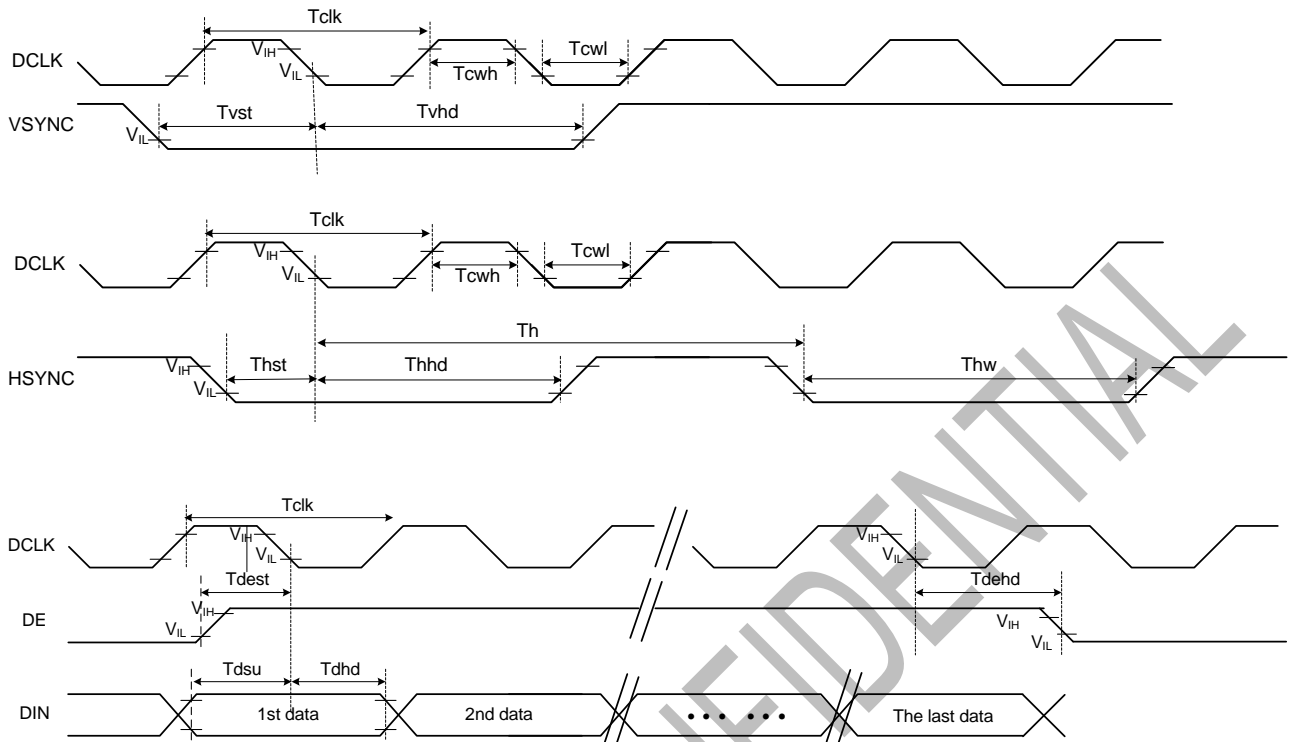 Tclk
DCLK
VIH
VIL
Tcwh
Tcwl
VSYNC
VIL
Tvst
Tvhd
Tclk
DCLK
VIH
VIL
Tcwh
Tcwl
Th
HSYNC
VIH
VIL
Thst
Thhd
Thw
Tclk
DCLK
VIH
VIL
VIH
VIL
Tdest
Tdehd
DE
VIH
VIL
VIH
VIL
Tdsu
Tdhd
DIN
1st data
2nd data
The last data
NFIDENTIAL